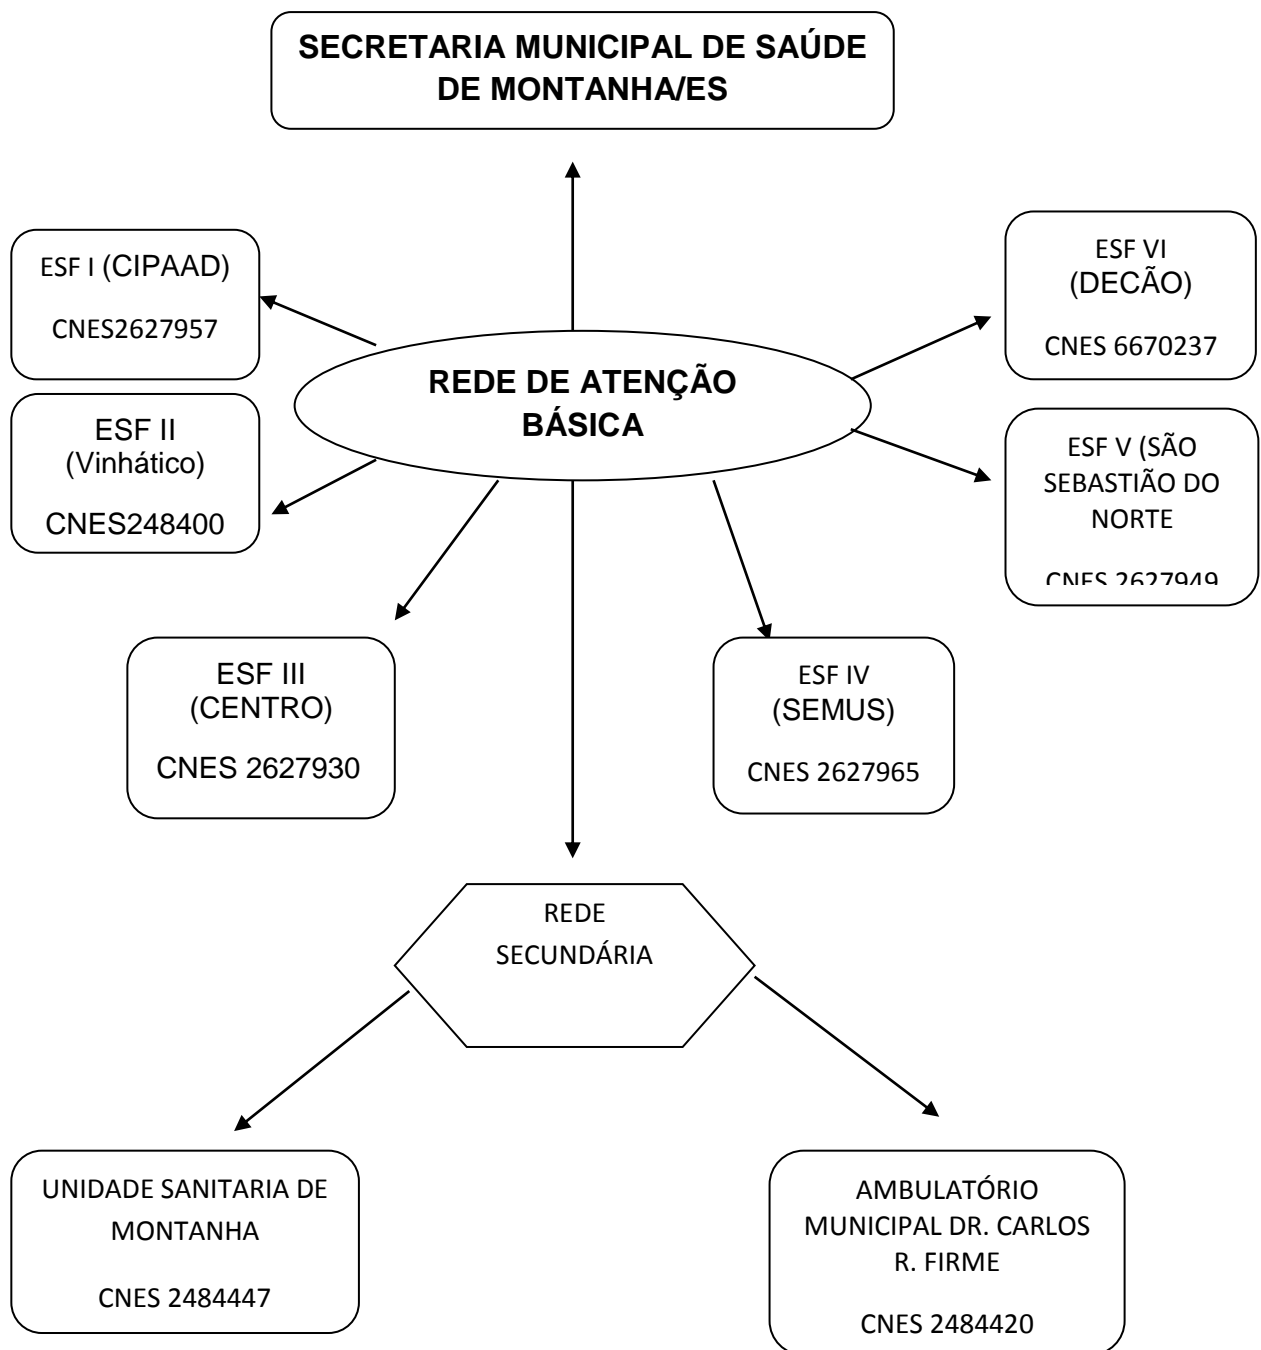 SECRETARIA MUNICIPAL DE SAÚDE
DE MONTANHA/ES
ESF I (CIPAAD)
CNES2627957
ESF VI
(DECÃO)
CNES 6670237
REDE DE ATENÇÃO
BÁSICA
ESF II
(Vinhático)
CNES248400
ESF V (SÃO
SEBASTIÃO DO
NORTE
CNES 2627949
ESF III
(CENTRO)
CNES 2627930
ESF IV
(SEMUS)
CNES 2627965
REDE
SECUNDÁRIA
UNIDADE SANITARIA DE
MONTANHA
CNES 2484447
AMBULATÓRIO
MUNICIPAL DR. CARLOS
R. FIRME
CNES 2484420